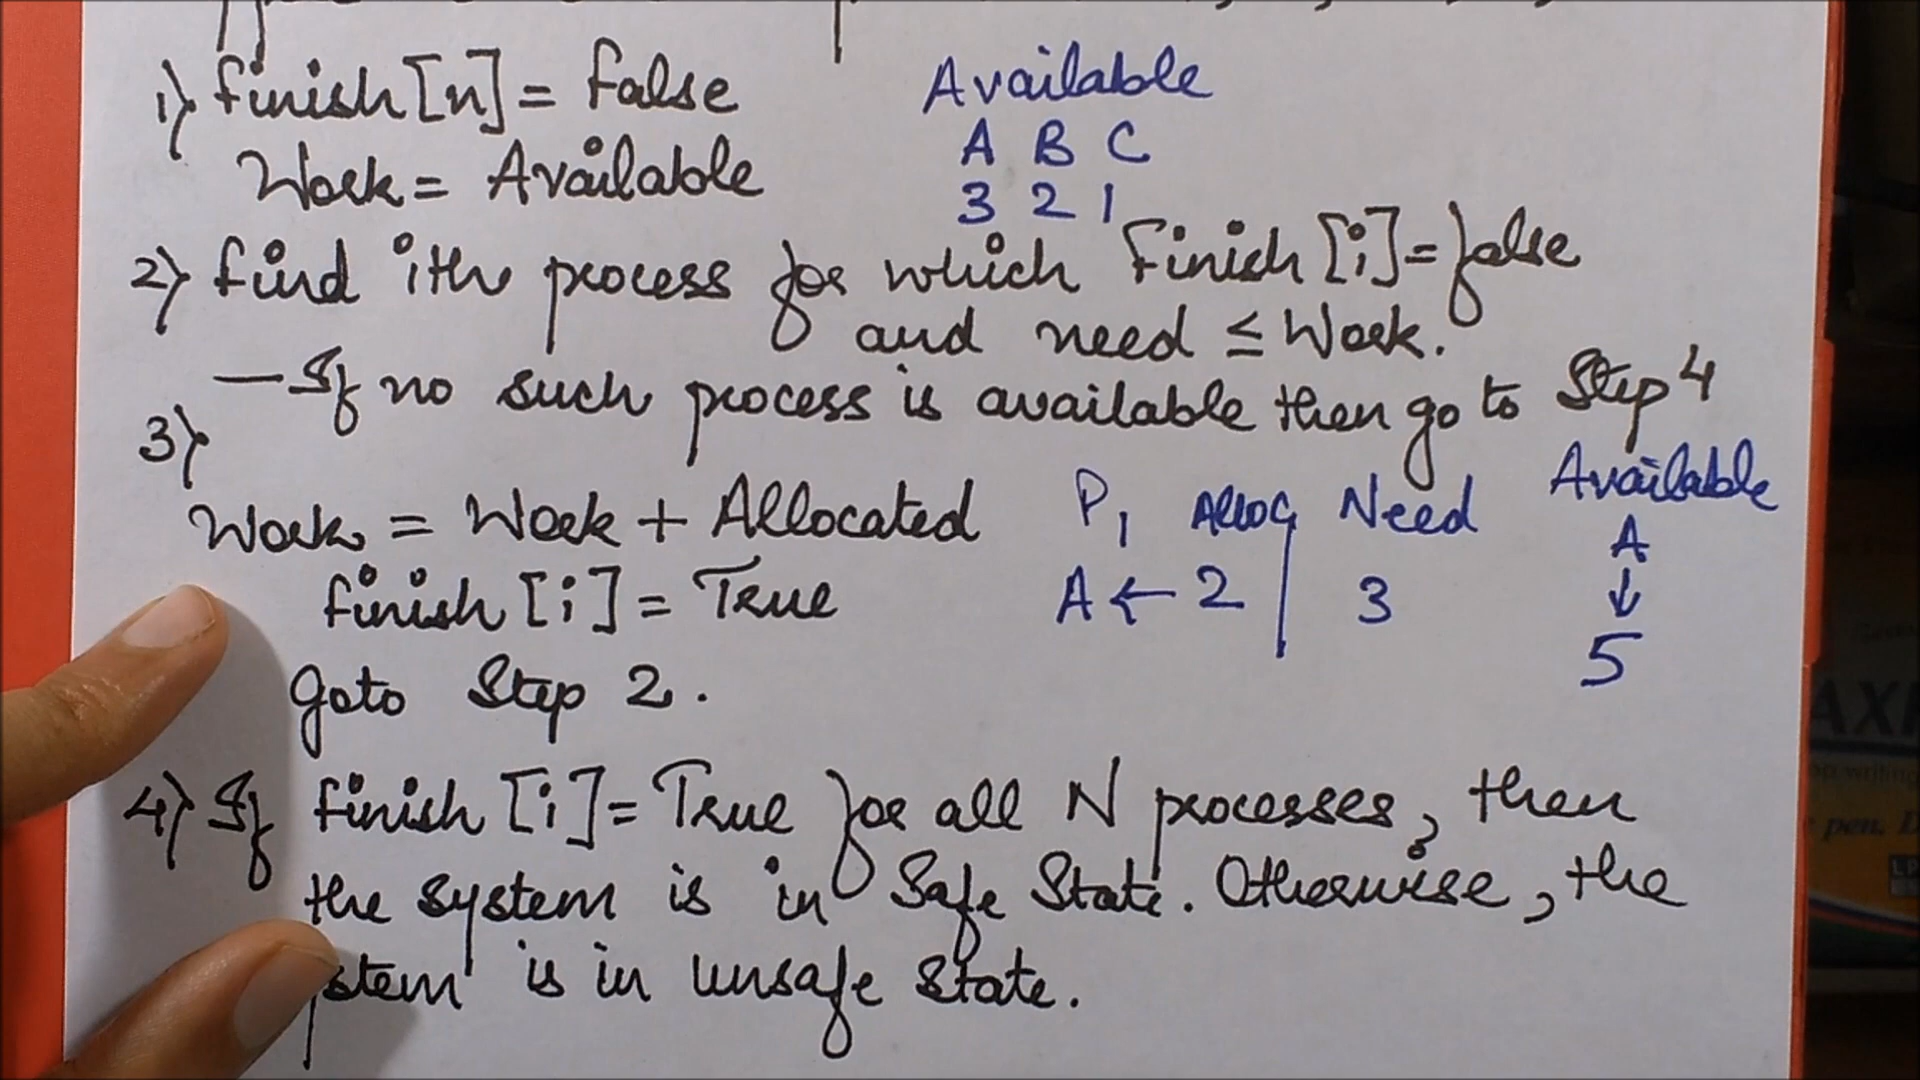 1) finish[n] = false
Work = Available
Available
A B C
3 2 1
2) find ith process for which Finish[i] = false
and need ≤ Work.
— If no such process is available then go to Step 4
3)
Work = Work + Allocated
finish[i] = True
Goto Step 2.
P1 Alloc Need
A ← 2 3
Available
A
↓
5
4) If finish[i] = True for all N processes, then
the system is in Safe State. Otherwise, the
stem is in unsafe state.
pen.